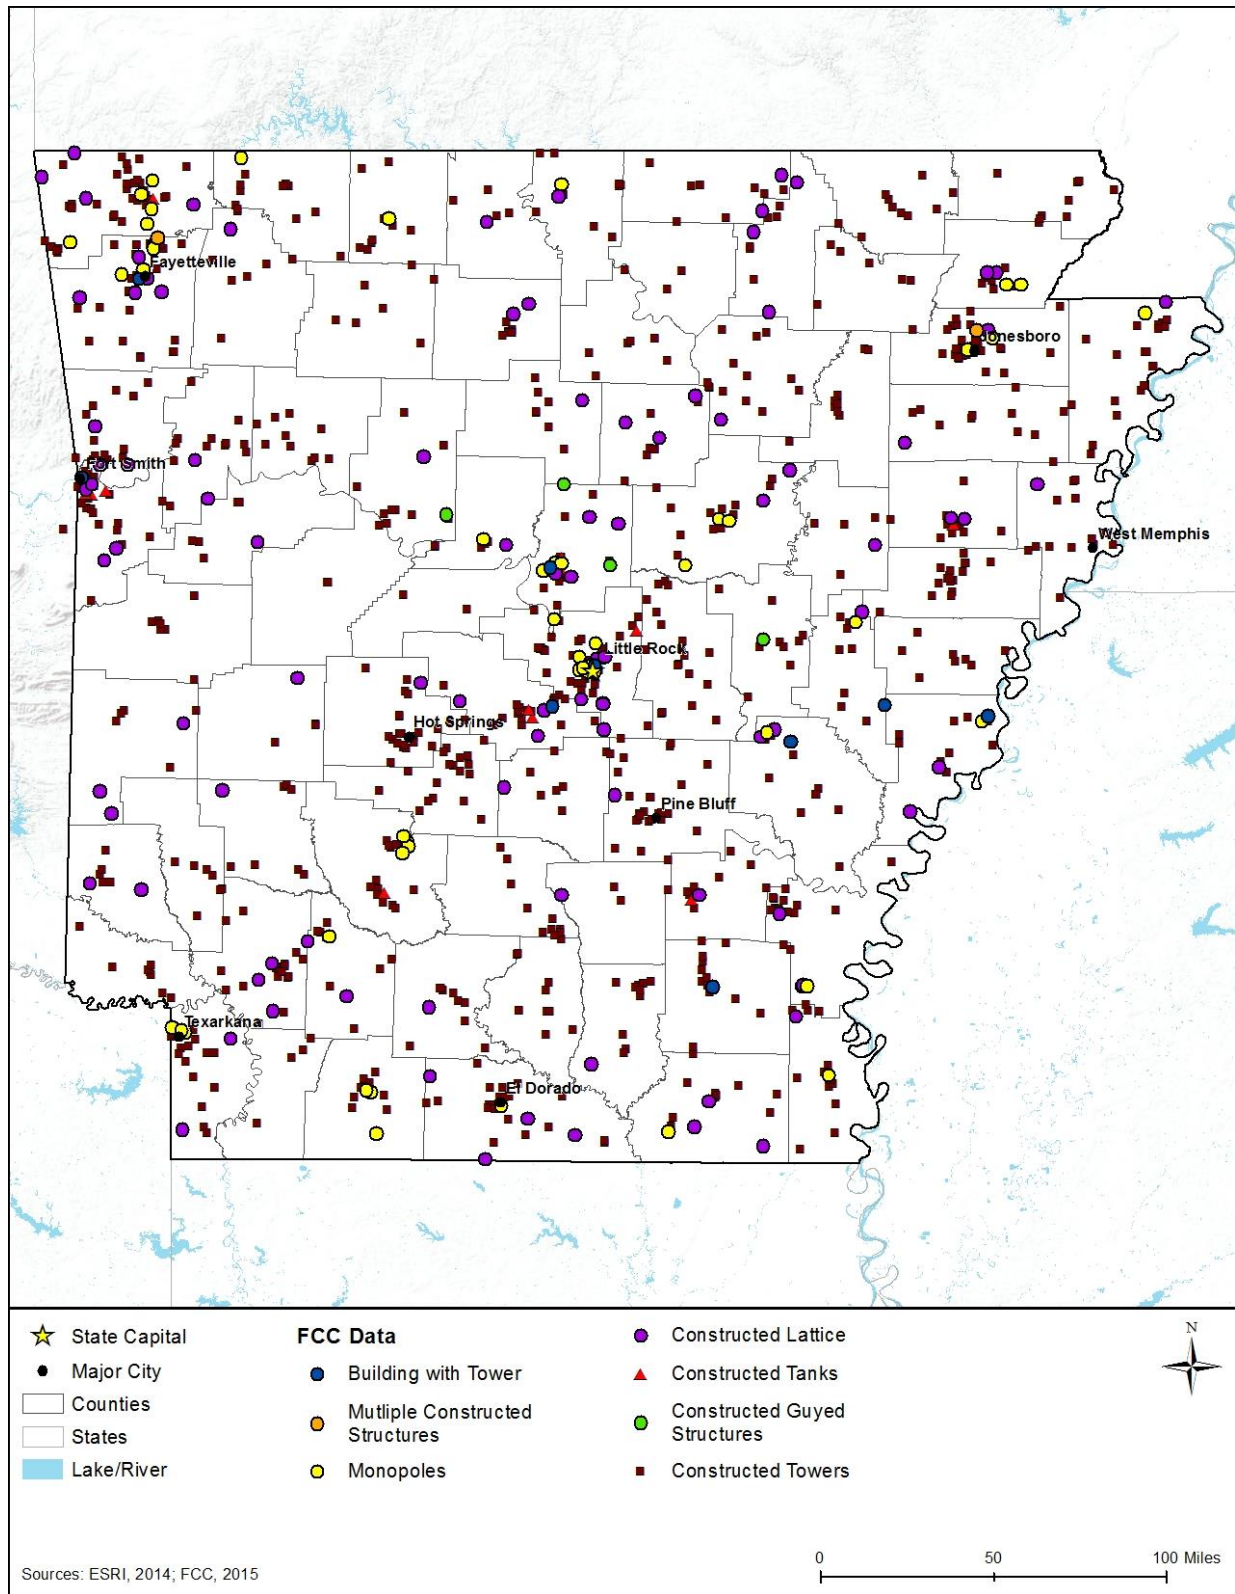 Fayetteville
Jonesboro
Fort Smith
West Memphis
Little Rock
Hot Springs
Pine Bluff
Texarkana
El Dorado
State Capital
Major City
Counties
States
Lake/River
FCC Data
Building with Tower
Mutliple Constructed
Structures
Monopoles
Constructed Lattice
Constructed Tanks
Constructed Guyed
Structures
Constructed Towers
N
Sources: ESRI, 2014; FCC, 2015
0 50 100 Miles